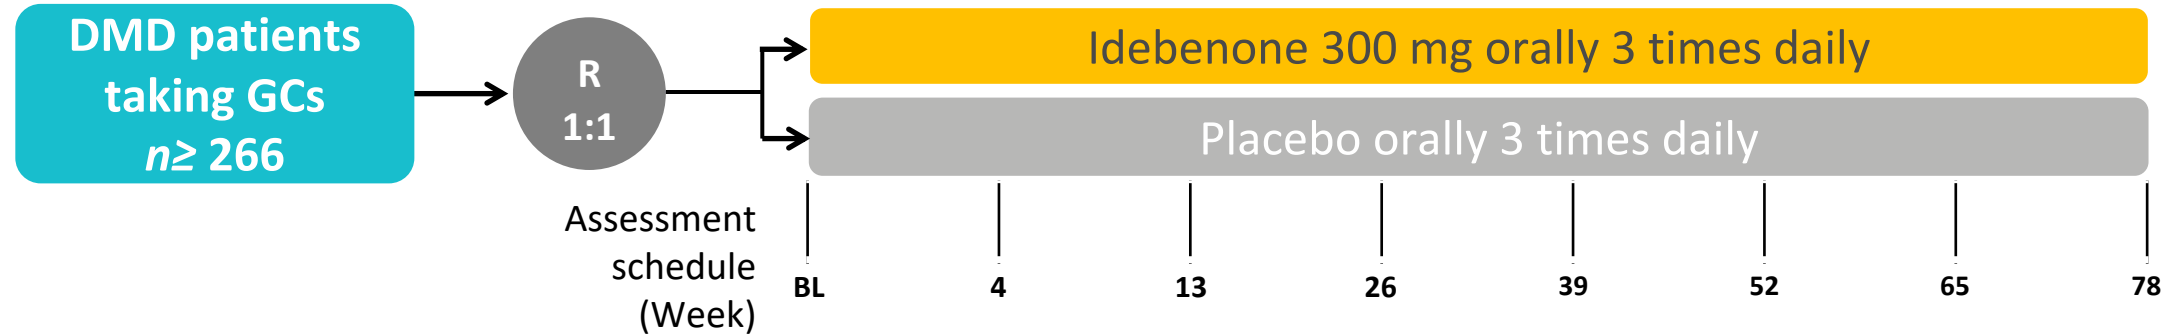 DMD patients
taking GCs
n≥ 266
R
1:1
Idebenone 300 mg orally 3 times daily
Placebo orally 3 times daily
Assessment
schedule
(Week)
BL 4 13 26 39 52 65 78